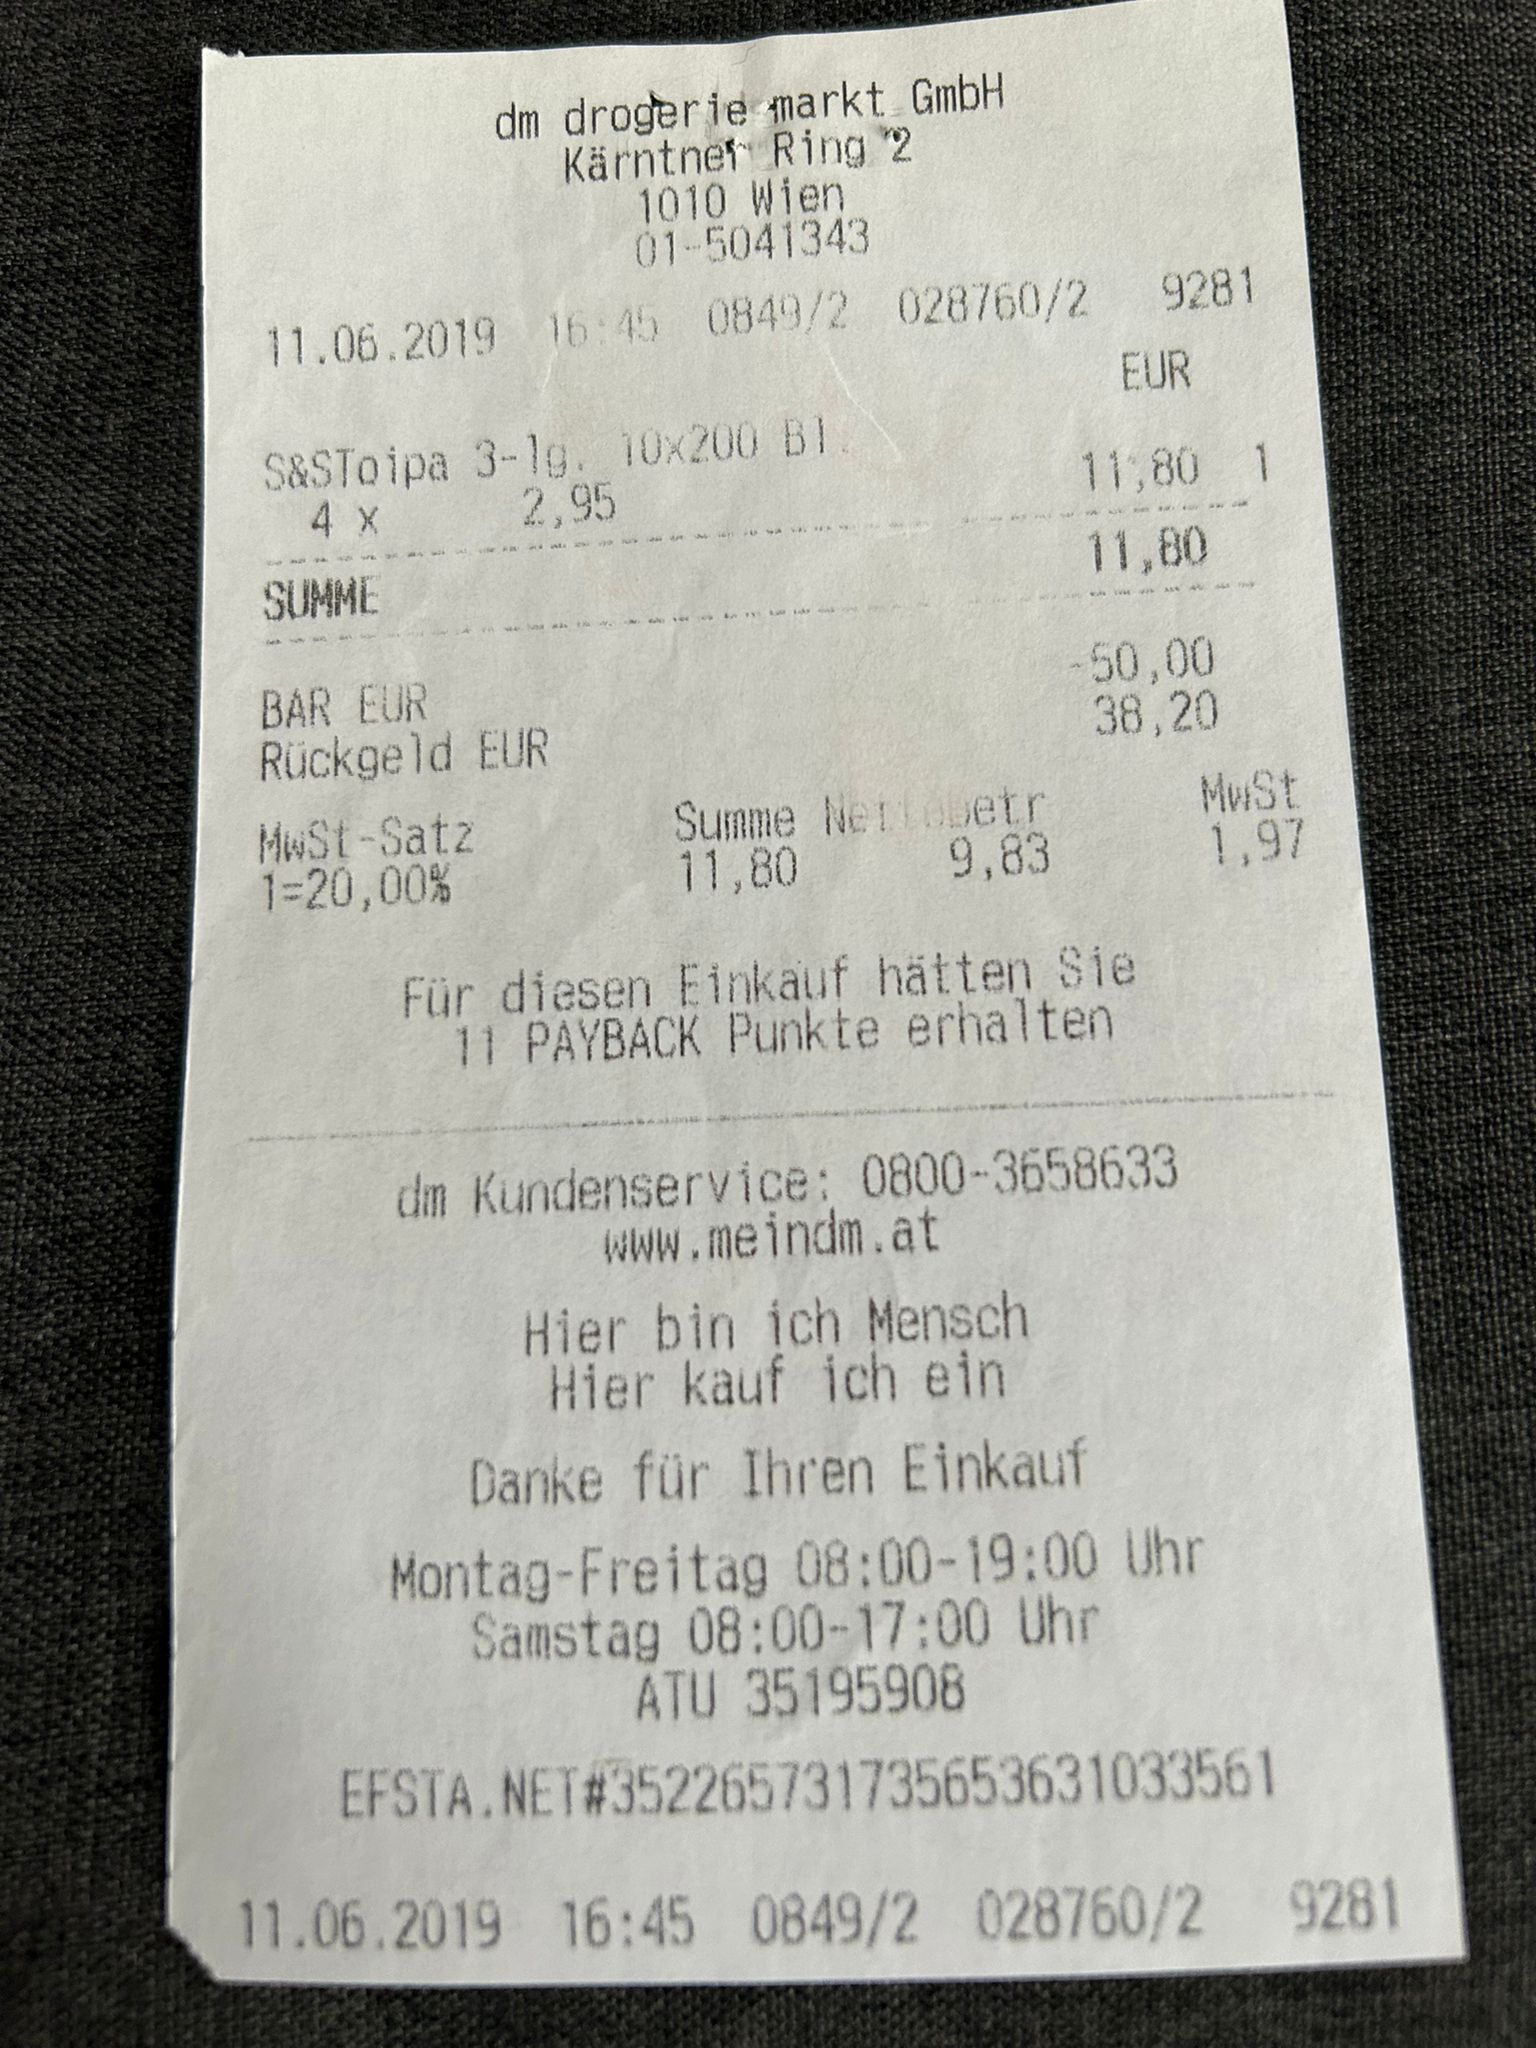 dm drogerie markt GmbH
Kärntner Ring 2
1010 Wien
01-5041343
11.06.2019 16:45 0849/2 028760/2 9281
EUR
S&SToipa 3-lg. 10x200 Bl.
4 x 2,95 11,80 1
SUMME 11,80
BAR EUR -50,00
Rückgeld EUR 38,20
MwSt-Satz Summe Nettobetr MwSt
1=20,00% 11,80 9,83 1,97
Für diesen Einkauf hätten Sie
11 PAYBACK Punkte erhalten
dm Kundenservice: 0800-3658633
www.meindm.at
Hier bin ich Mensch
Hier kauf ich ein
Danke für Ihren Einkauf
Montag-Freitag 08:00-19:00 Uhr
Samstag 08:00-17:00 Uhr
ATU 35195908
EFSTA.NET#352265731735653631033561
11.06.2019 16:45 0849/2 028760/2 9281